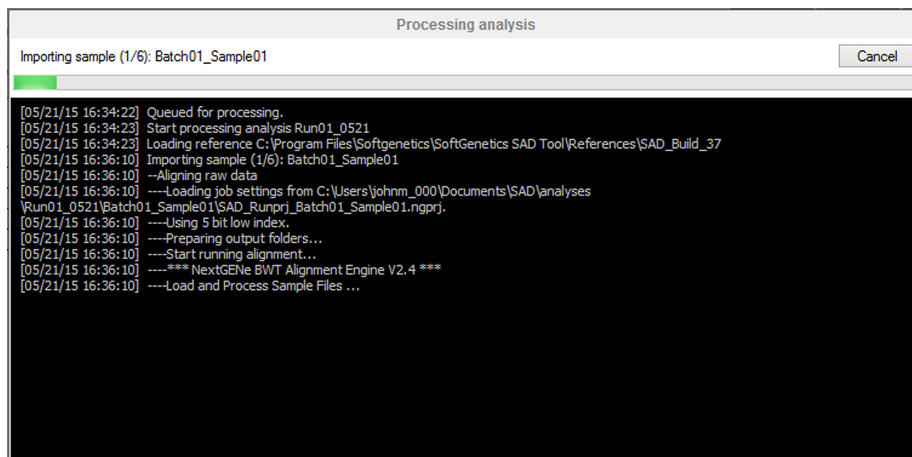 Processing analysis
Importing sample (1/6): Batch01_Sample01
Cancel
[05/21/15 16:34:22] Queued for processing.
[05/21/15 16:34:23] Start processing analysis Run01_0521
[05/21/15 16:34:23] Loading reference C:\Program Files\Softgenetics\SoftGenetics SAD Tool\References\SAD_Build_37
[05/21/15 16:36:10] Importing sample (1/6): Batch01_Sample01
[05/21/15 16:36:10] --Aligning raw data
[05/21/15 16:36:10] ----Loading job settings from C:\Users\johnm_000\Documents\SAD\analyses
\Run01_0521\Batch01_Sample01\SAD_Runprj_Batch01_Sample01.ngprj.
[05/21/15 16:36:10] ----Using 5 bit low index.
[05/21/15 16:36:10] ----Preparing output folders...
[05/21/15 16:36:10] ----Start running alignment...
[05/21/15 16:36:10] ----*** NextGENe BWT Alignment Engine V2.4 ***
[05/21/15 16:36:10] ----Load and Process Sample Files ...